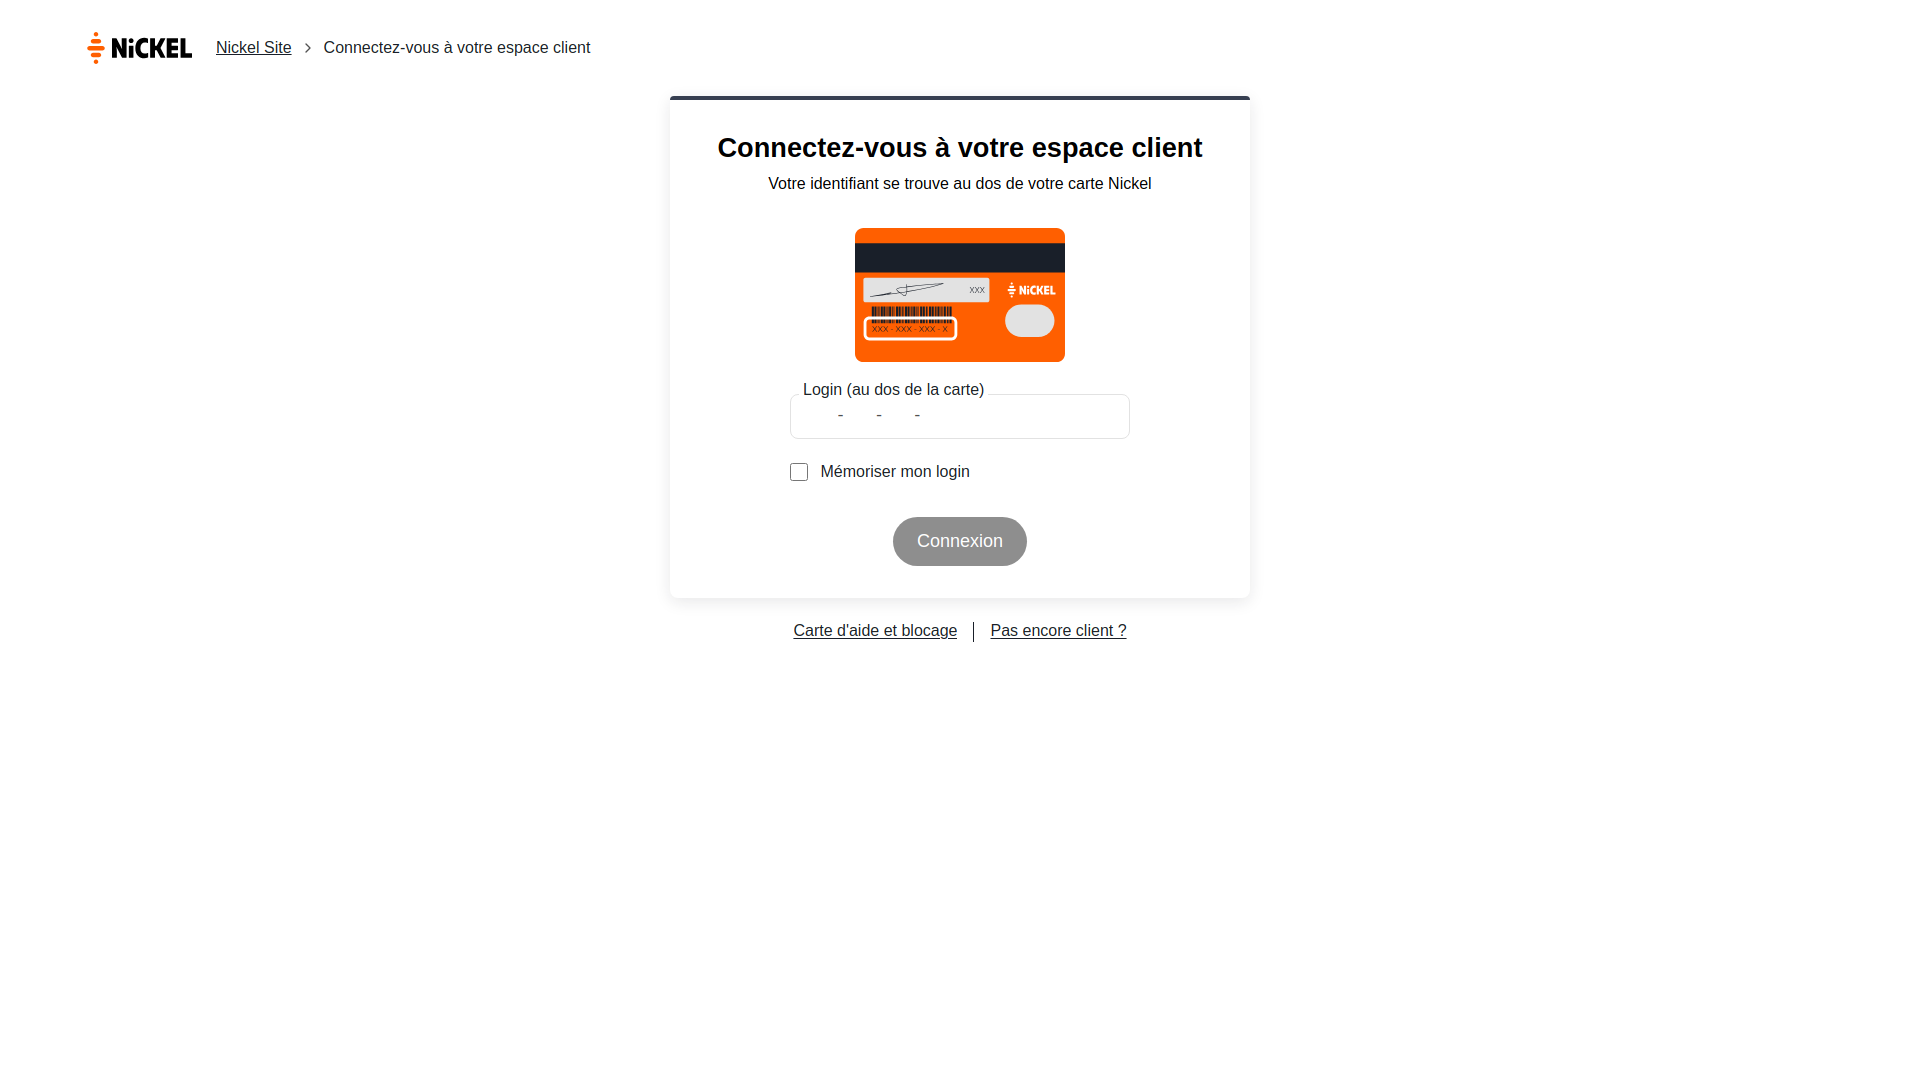 NiCKEL
Nickel Site > Connectez-vous à votre espace client
Connectez-vous à votre espace client
Votre identifiant se trouve au dos de votre carte Nickel
XXX
NiCKEL
XXX - XXX - XXX - X
Login (au dos de la carte)
- - -
Mémoriser mon login
Connexion
Carte d'aide et blocage
Pas encore client ?